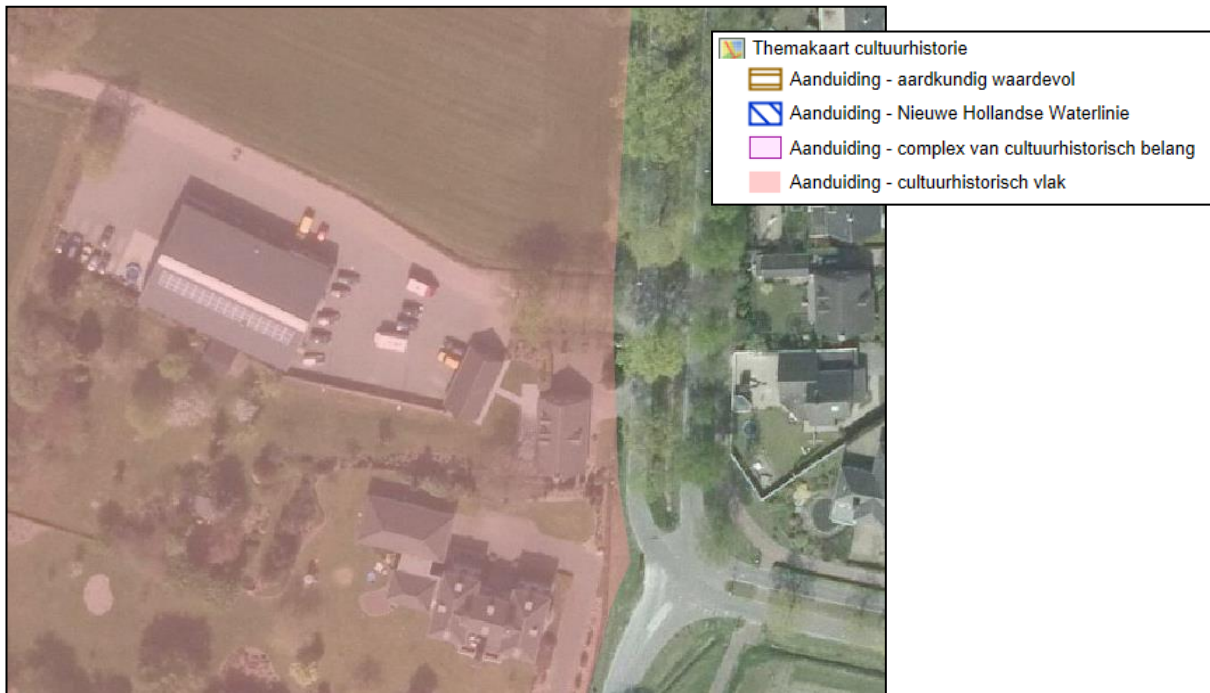 Themakaart cultuurhistorie
Aanduiding - aardkundig waardevol
Aanduiding - Nieuwe Hollandse Waterlinie
Aanduiding - complex van cultuurhistorisch belang
Aanduiding - cultuurhistorisch vlak